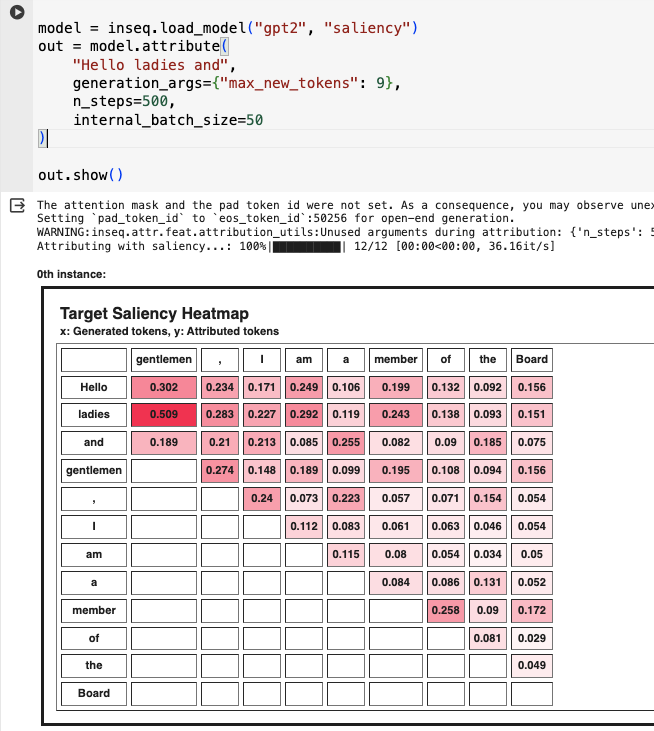 model = inseq.load_model("gpt2", "saliency")
out = model.attribute(
"Hello ladies and",
generation_args={"max_new_tokens": 9},
n_steps=500,
internal_batch_size=50
)
out.show()
The attention mask and the pad token id were not set. As a consequence, you may observe unex
Setting `pad_token_id` to `eos_token_id`:50256 for open-end generation.
WARNING:inseq.attr.feat.attribution_utils:Unused arguments during attribution: {'n_steps': 5
Attributing with saliency...: 100%|██████████| 12/12 [00:00<00:00, 36.16it/s]
0th instance:
Target Saliency Heatmap
x: Generated tokens, y: Attributed tokens
gentlemen , I am a member of the Board
Hello 0.302 0.234 0.171 0.249 0.106 0.199 0.132 0.092 0.156
ladies 0.509 0.283 0.227 0.292 0.119 0.243 0.138 0.093 0.151
and 0.189 0.21 0.213 0.085 0.255 0.082 0.09 0.185 0.075
gentlemen 0.274 0.148 0.189 0.099 0.195 0.108 0.094 0.156
, 0.24 0.073 0.223 0.057 0.071 0.154 0.054
I 0.112 0.083 0.061 0.063 0.046 0.054
am 0.115 0.08 0.054 0.034 0.05
a 0.084 0.086 0.131 0.052
member 0.258 0.09 0.172
of 0.081 0.029
the 0.049
Board